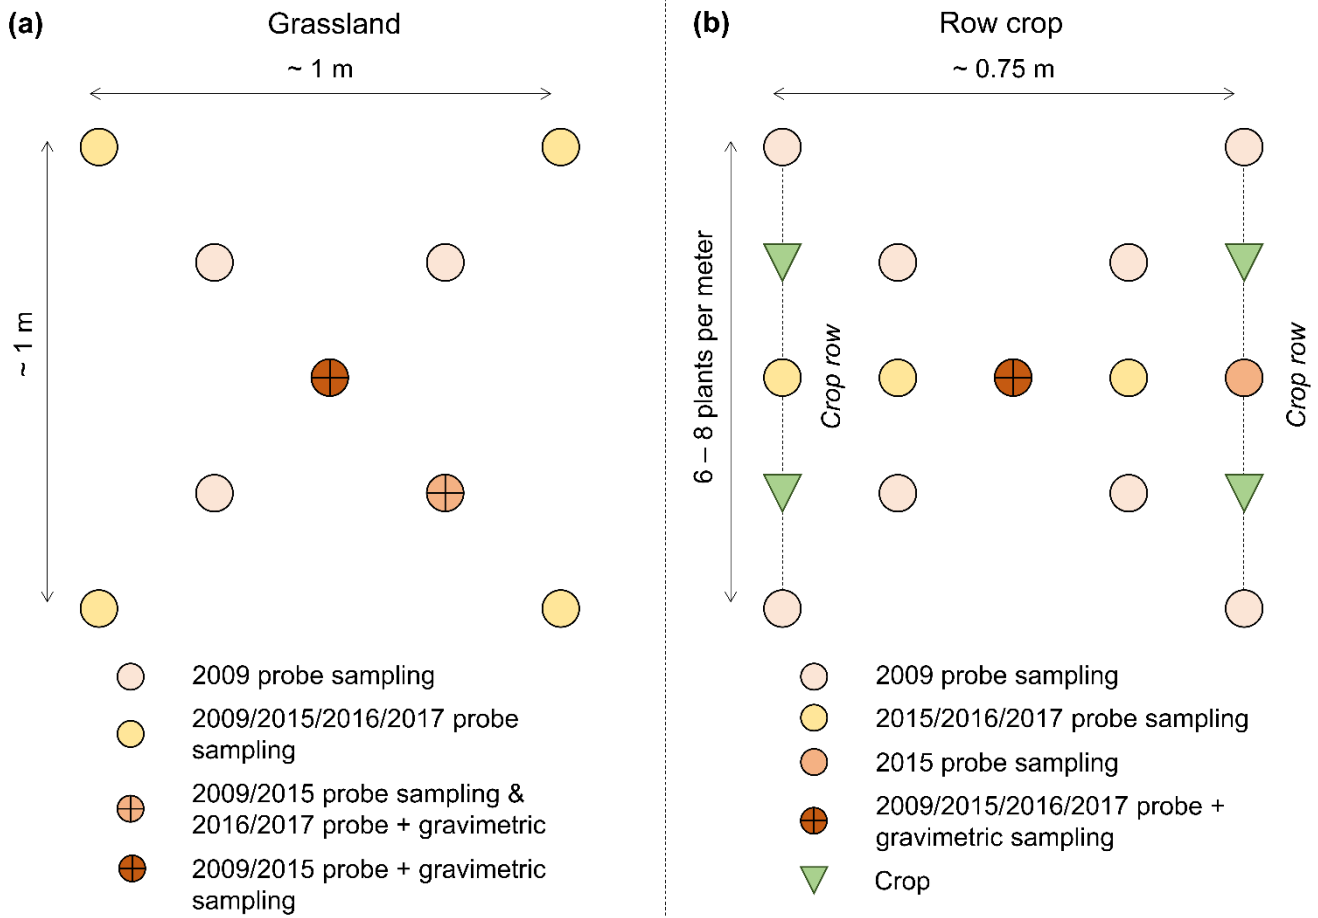 (a)
Grassland
~ 1 m
~ 1 m
2009 probe sampling
2009/2015/2016/2017 probe
sampling
2009/2015 probe sampling &
2016/2017 probe + gravimetric
2009/2015 probe + gravimetric
sampling
(b)
Row crop
~ 0.75 m
6 – 8 plants per meter
Crop row
Crop row
2009 probe sampling
2015/2016/2017 probe sampling
2015 probe sampling
2009/2015/2016/2017 probe +
gravimetric sampling
Crop